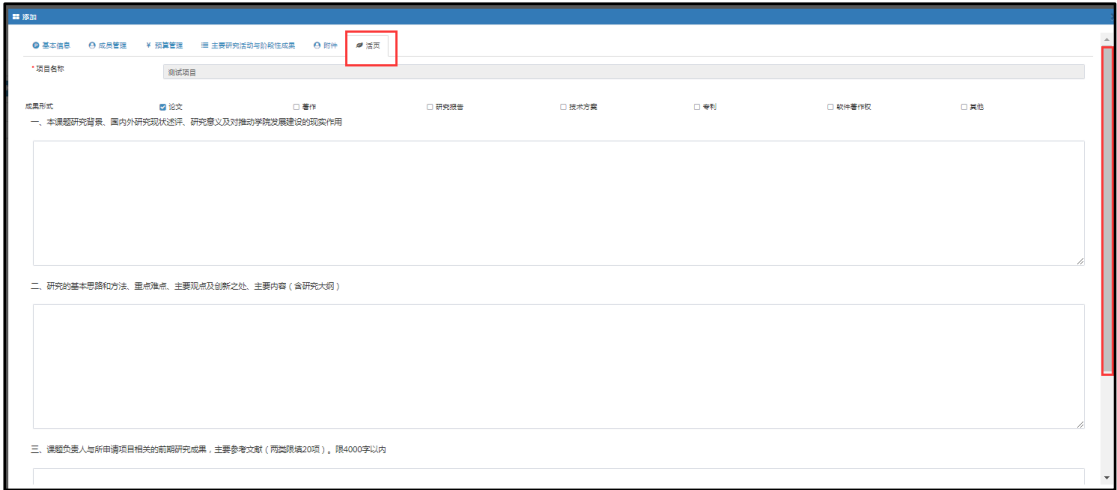 添加
基本信息 成员管理 ¥ 预算管理 主要研究活动与阶段性成果 附件 活页
*项目名称 测试项目
成果形式 论文 著作 研究报告 技术方案 专利 软件著作权 其他
一、本课题研究背景、国内外研究现状述评、研究意义及对推动学院发展建设的现实作用
二、研究的基本思路和方法、重点难点、主要观点及创新之处、主要内容（含研究大纲）
三、课题负责人与所申请项目相关的前期研究成果，主要参考文献（两类限填20项）。限4000字以内